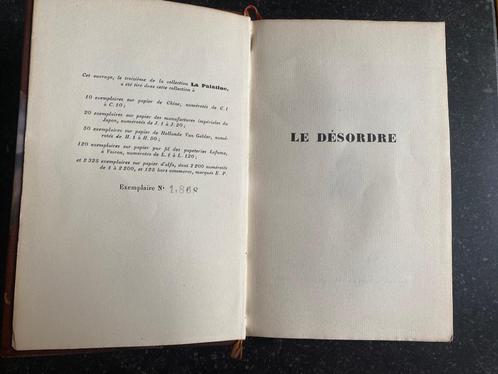 Cet ouvrage, le troisième de la collection La Palatine,
a été tiré dans cette collection à
10 exemplaires sur papier de Chine, numérotés de C. 1
à C. 10 ;
20 exemplaires sur papier des manufactures impériales du
Japon, numérotés de J. 1 à J. 20 ;
50 exemplaires sur papier de Hollande Van Gelder, numé-
rotés de H. 1 à H. 50 ;
120 exemplaires sur papier pur fil des papeteries Lafuma,
à Voiron, numérotés de L. 1 à L. 120 ;
et 2 325 exemplaires sur papier d'alfa, dont 2 200 numérotés
de 1 à 2 200, et 125 hors commerce, marqués E. P.
Exemplaire N° 1.868
LE DÉSORDRE